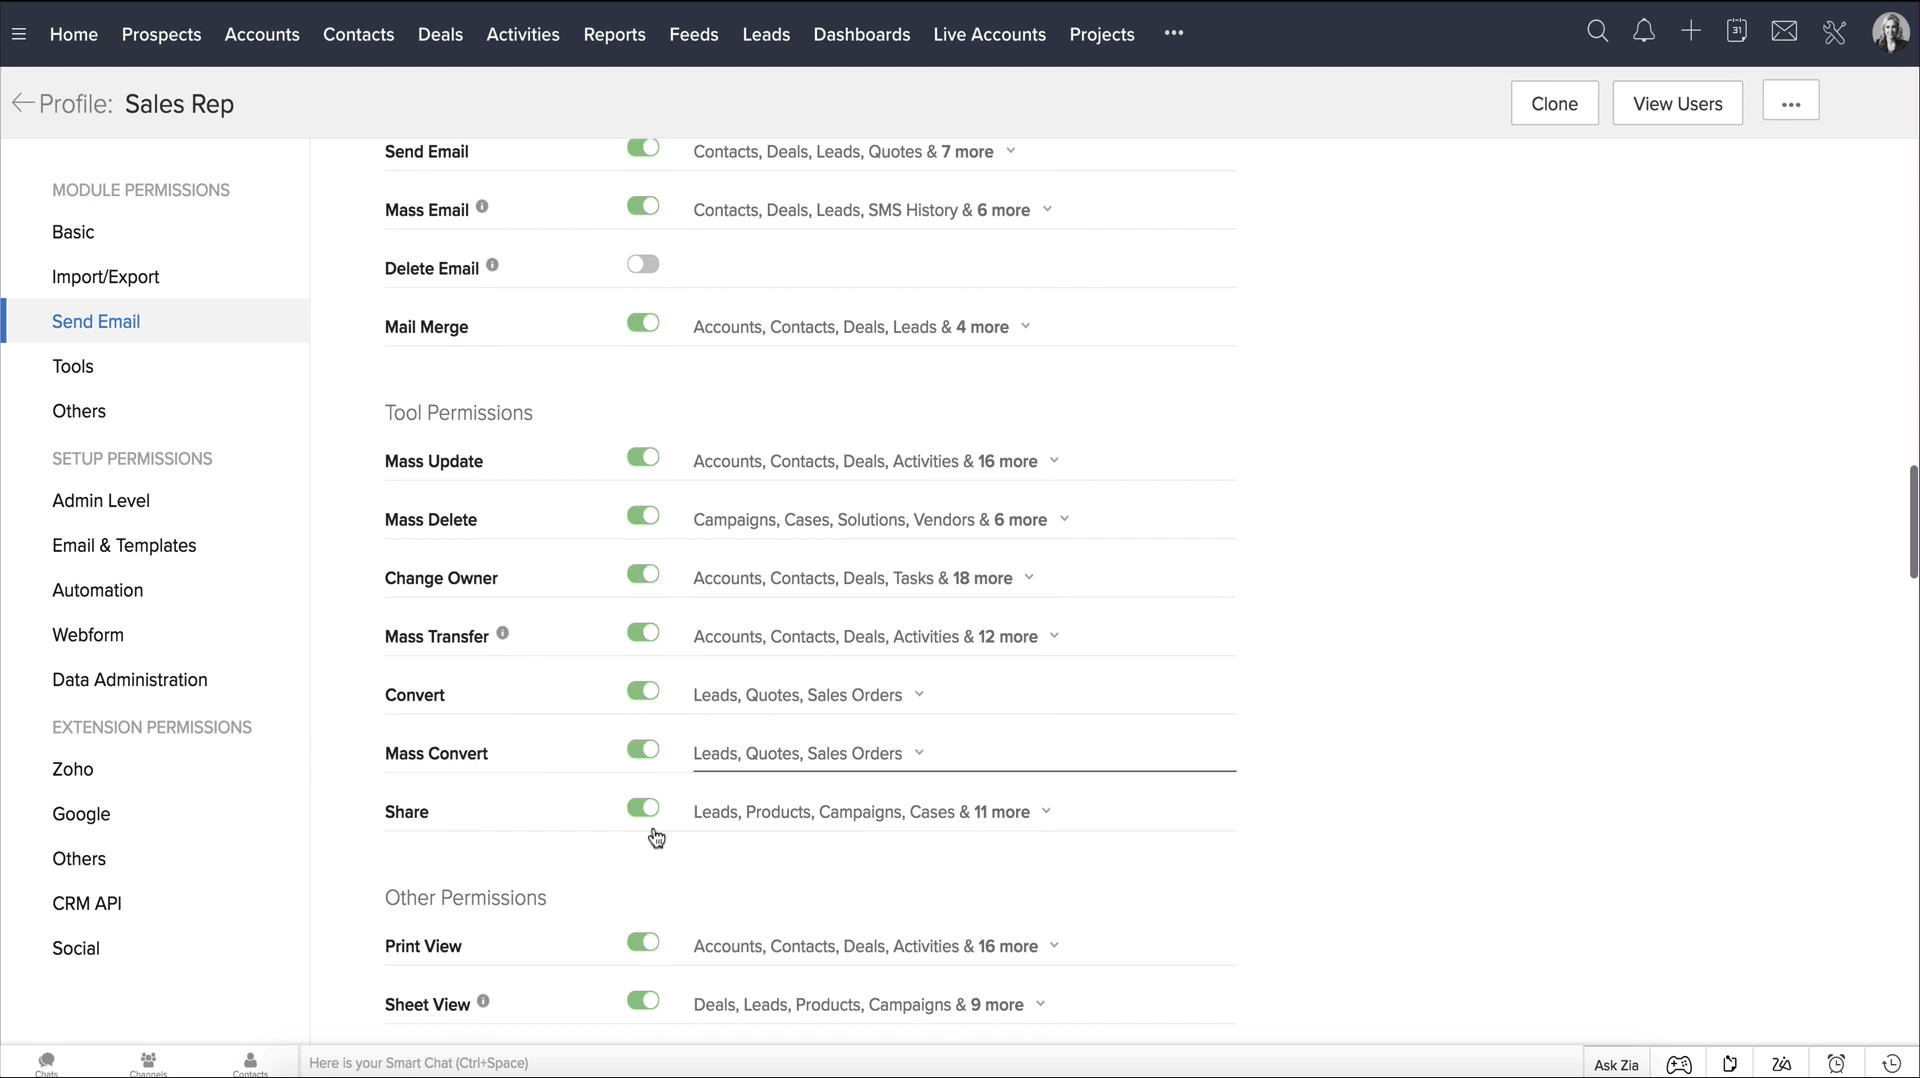 Home Prospects Accounts Contacts Deals Activities Reports Feeds Leads Dashboards Live Accounts Projects ••• 31
Profile: Sales Rep Clone View Users •••
MODULE PERMISSIONS
Basic
Import/Export
Send Email
Tools
Others
SETUP PERMISSIONS
Admin Level
Email & Templates
Automation
Webform
Data Administration
EXTENSION PERMISSIONS
Zoho
Google
Others
CRM API
Social
Send Email Contacts, Deals, Leads, Quotes & 7 more
Mass Email Contacts, Deals, Leads, SMS History & 6 more
Delete Email
Mail Merge Accounts, Contacts, Deals, Leads & 4 more
Tool Permissions
Mass Update Accounts, Contacts, Deals, Activities & 16 more
Mass Delete Campaigns, Cases, Solutions, Vendors & 6 more
Change Owner Accounts, Contacts, Deals, Tasks & 18 more
Mass Transfer Accounts, Contacts, Deals, Activities & 12 more
Convert Leads, Quotes, Sales Orders
Mass Convert Leads, Quotes, Sales Orders
Share Leads, Products, Campaigns, Cases & 11 more
Other Permissions
Print View Accounts, Contacts, Deals, Activities & 16 more
Sheet View Deals, Leads, Products, Campaigns & 9 more
Chats Channels Contacts Here is your Smart Chat (Ctrl+Space) Ask Zia